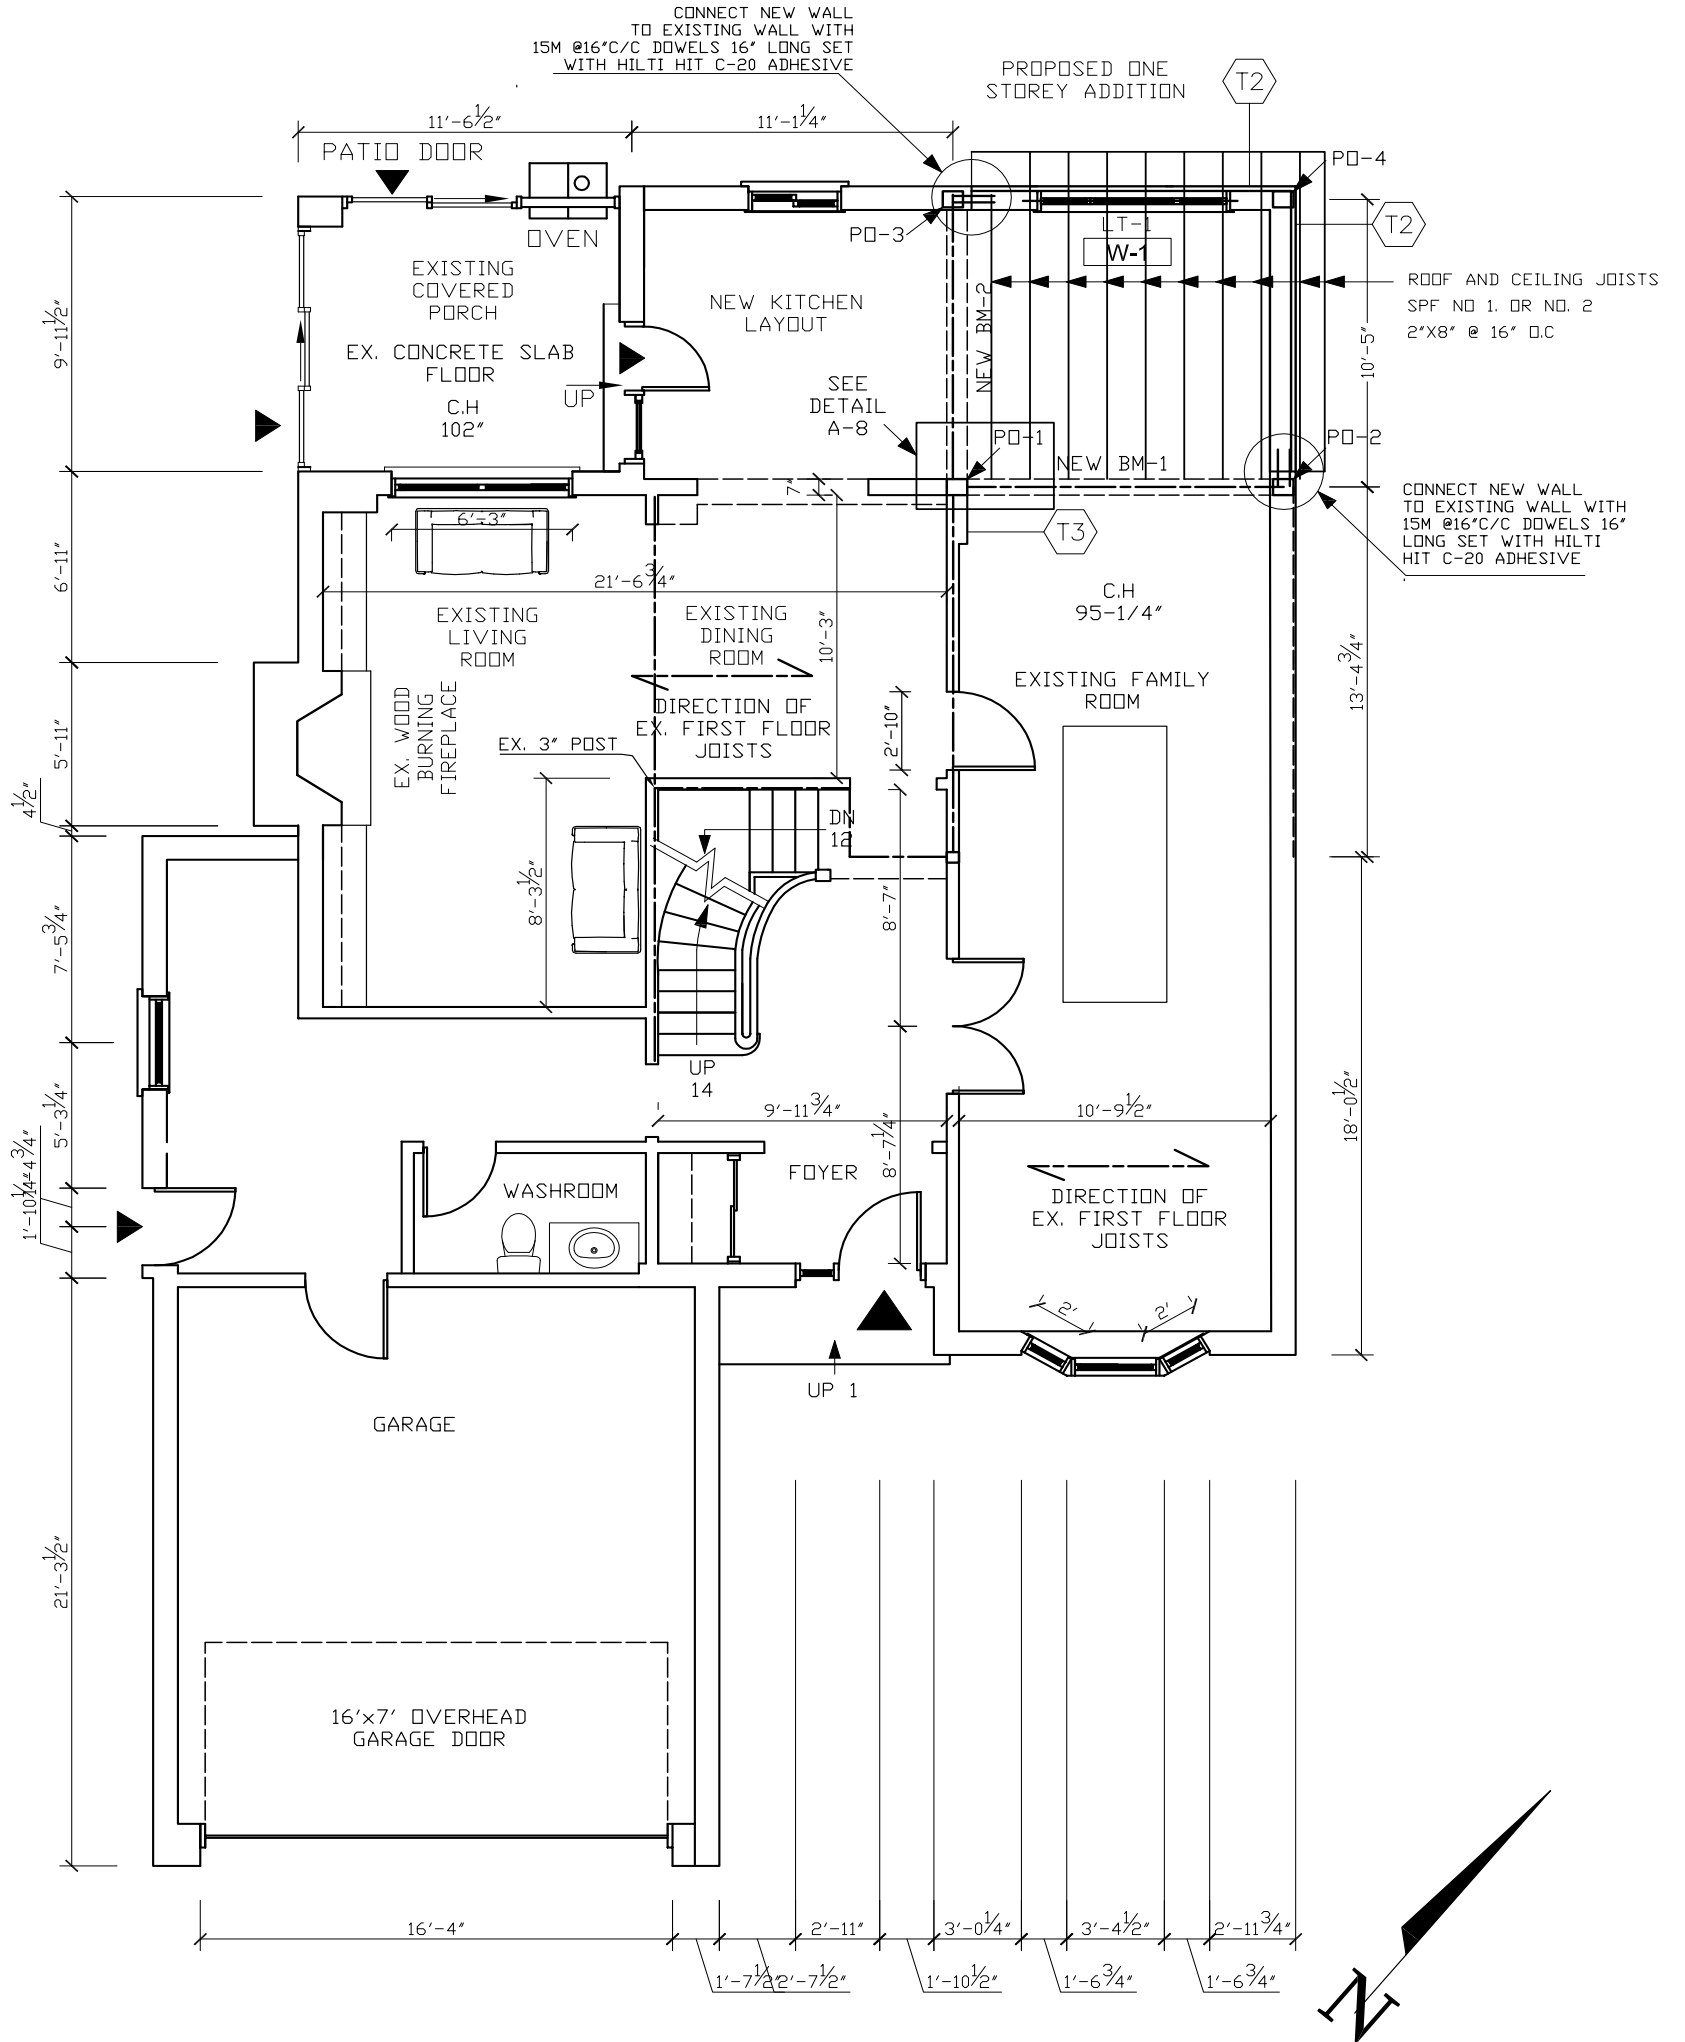 CONNECT NEW WALL
TO EXISTING WALL WITH
15M @16"C/C DOWELS 16" LONG SET
WITH HILTI HIT C-20 ADHESIVE
PROPOSED ONE
STOREY ADDITION
T2
11'-6½"
11'-1¼"
PATIO DOOR
PO-4
T2
PO-3
LT-1
W-1
OVEN
EXISTING
COVERED
PORCH
NEW KITCHEN
LAYOUT
NEW BM-2
ROOF AND CEILING JOISTS
SPF NO 1. OR NO. 2
2"X8" @ 16" O.C
9'-11½"
10'-5"
EX. CONCRETE SLAB
FLOOR
UP
C.H
102"
SEE
DETAIL
A-8
PO-1
PO-2
NEW BM-1
7"
CONNECT NEW WALL
TO EXISTING WALL WITH
15M @16"C/C DOWELS 16"
LONG SET WITH HILTI
HIT C-20 ADHESIVE
6'-3"
T3
6'-11"
21'-6¾"
C.H
95-1/4"
EXISTING
LIVING
ROOM
EXISTING
DINING
ROOM
10'-3"
EXISTING FAMILY
ROOM
13'-4¾"
EX. WOOD
BURNING
FIREPLACE
DIRECTION OF
EX. FIRST FLOOR
JOISTS
2'-10"
5'-11"
EX. 3" POST
4½"
DN
12
8'-3½"
8'-7"
7'-5¾"
UP
14
9'-11¾"
10'-9½"
18'-0½"
5'-3¼"
8'-7¼"
FOYER
WASHROOM
DIRECTION OF
EX. FIRST FLOOR
JOISTS
2'
2'
UP 1
GARAGE
21'-3½"
16'x7' OVERHEAD
GARAGE DOOR
16'-4"
2'-11"
3'-0¼"
3'-4½"
2'-11¾"
2'-7½"
1'-10½"
1'-6¾"
1'-6¾"
N